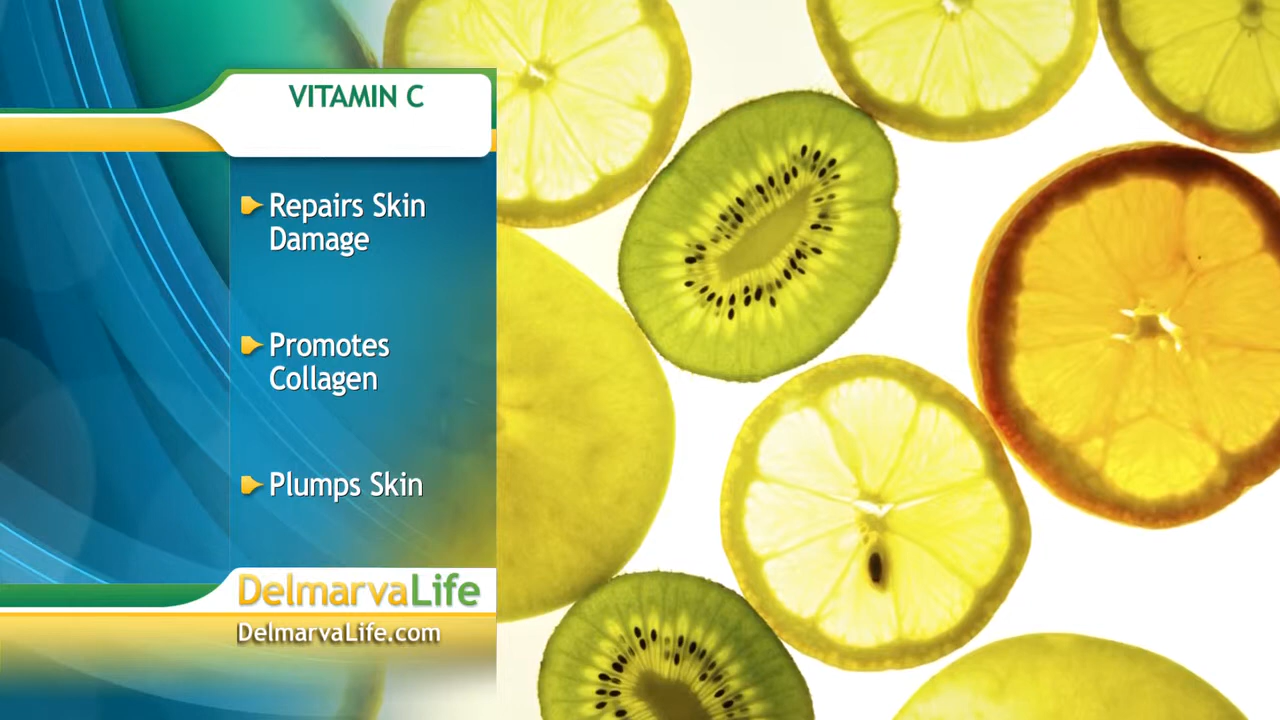 VITAMIN C
Repairs Skin
Damage
Promotes
Collagen
Plumps Skin
DelmarvaLife
DelmarvaLife.com